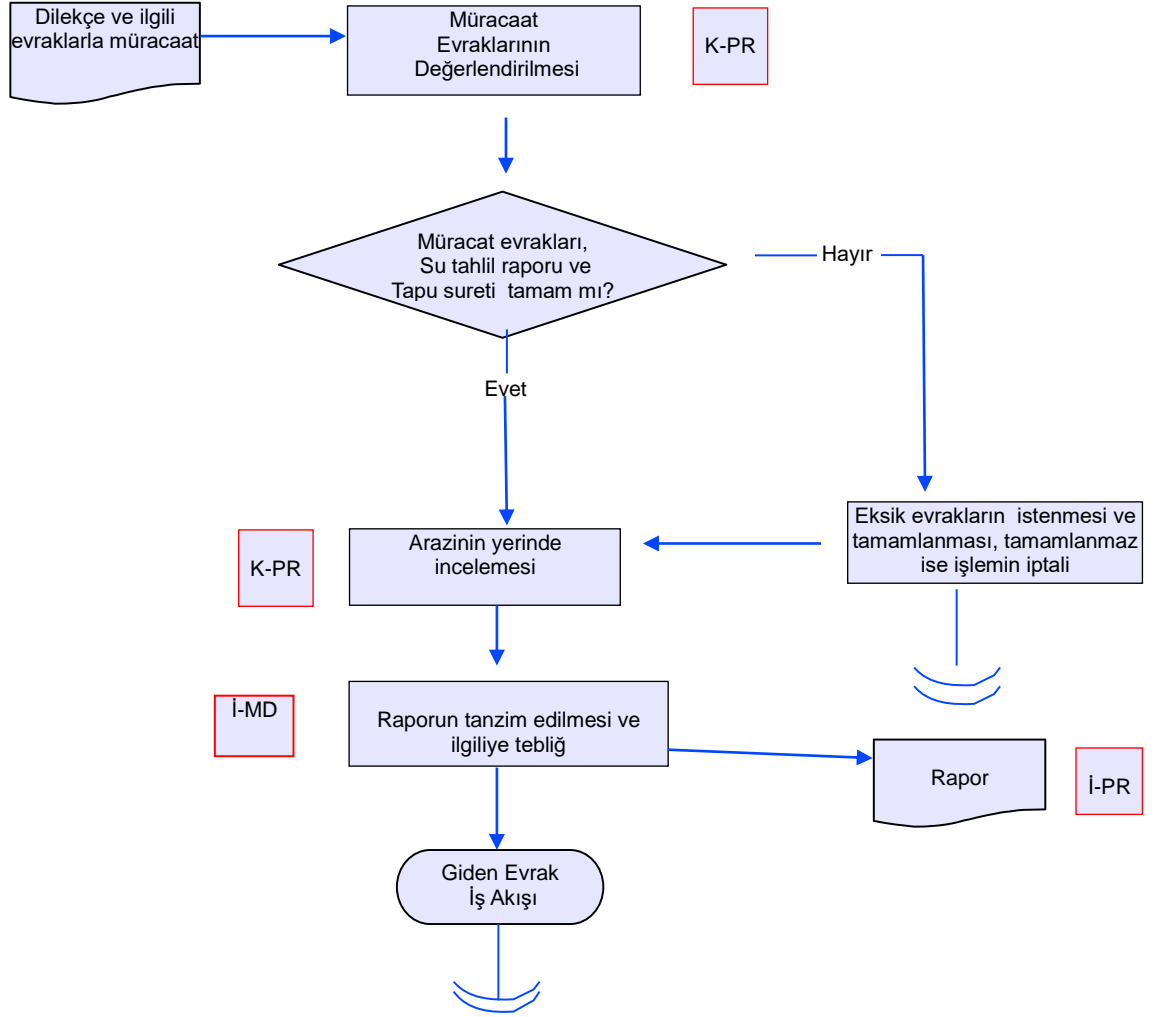 Dilekçe ve ilgili
evraklarla müracaat
Müracaat
Evraklarının
Değerlendirilmesi
K-PR
Müracat evrakları,
Su tahlil raporu ve
Tapu sureti tamam mı?
Hayır
Evet
K-PR
Arazinin yerinde
incelemesi
Eksik evrakların istenmesi ve
tamamlanması, tamamlanmaz
ise işlemin iptali
İ-MD
Raporun tanzim edilmesi ve
ilgiliye tebliğ
Rapor
İ-PR
Giden Evrak
İş Akışı